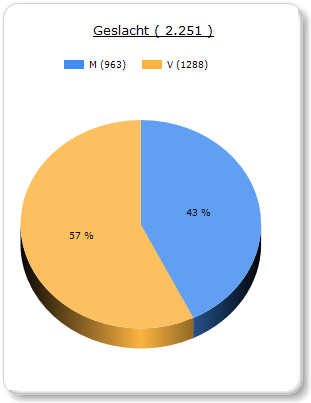 Geslacht ( 2.251 )
M (963) V (1288)
43 %
57 %